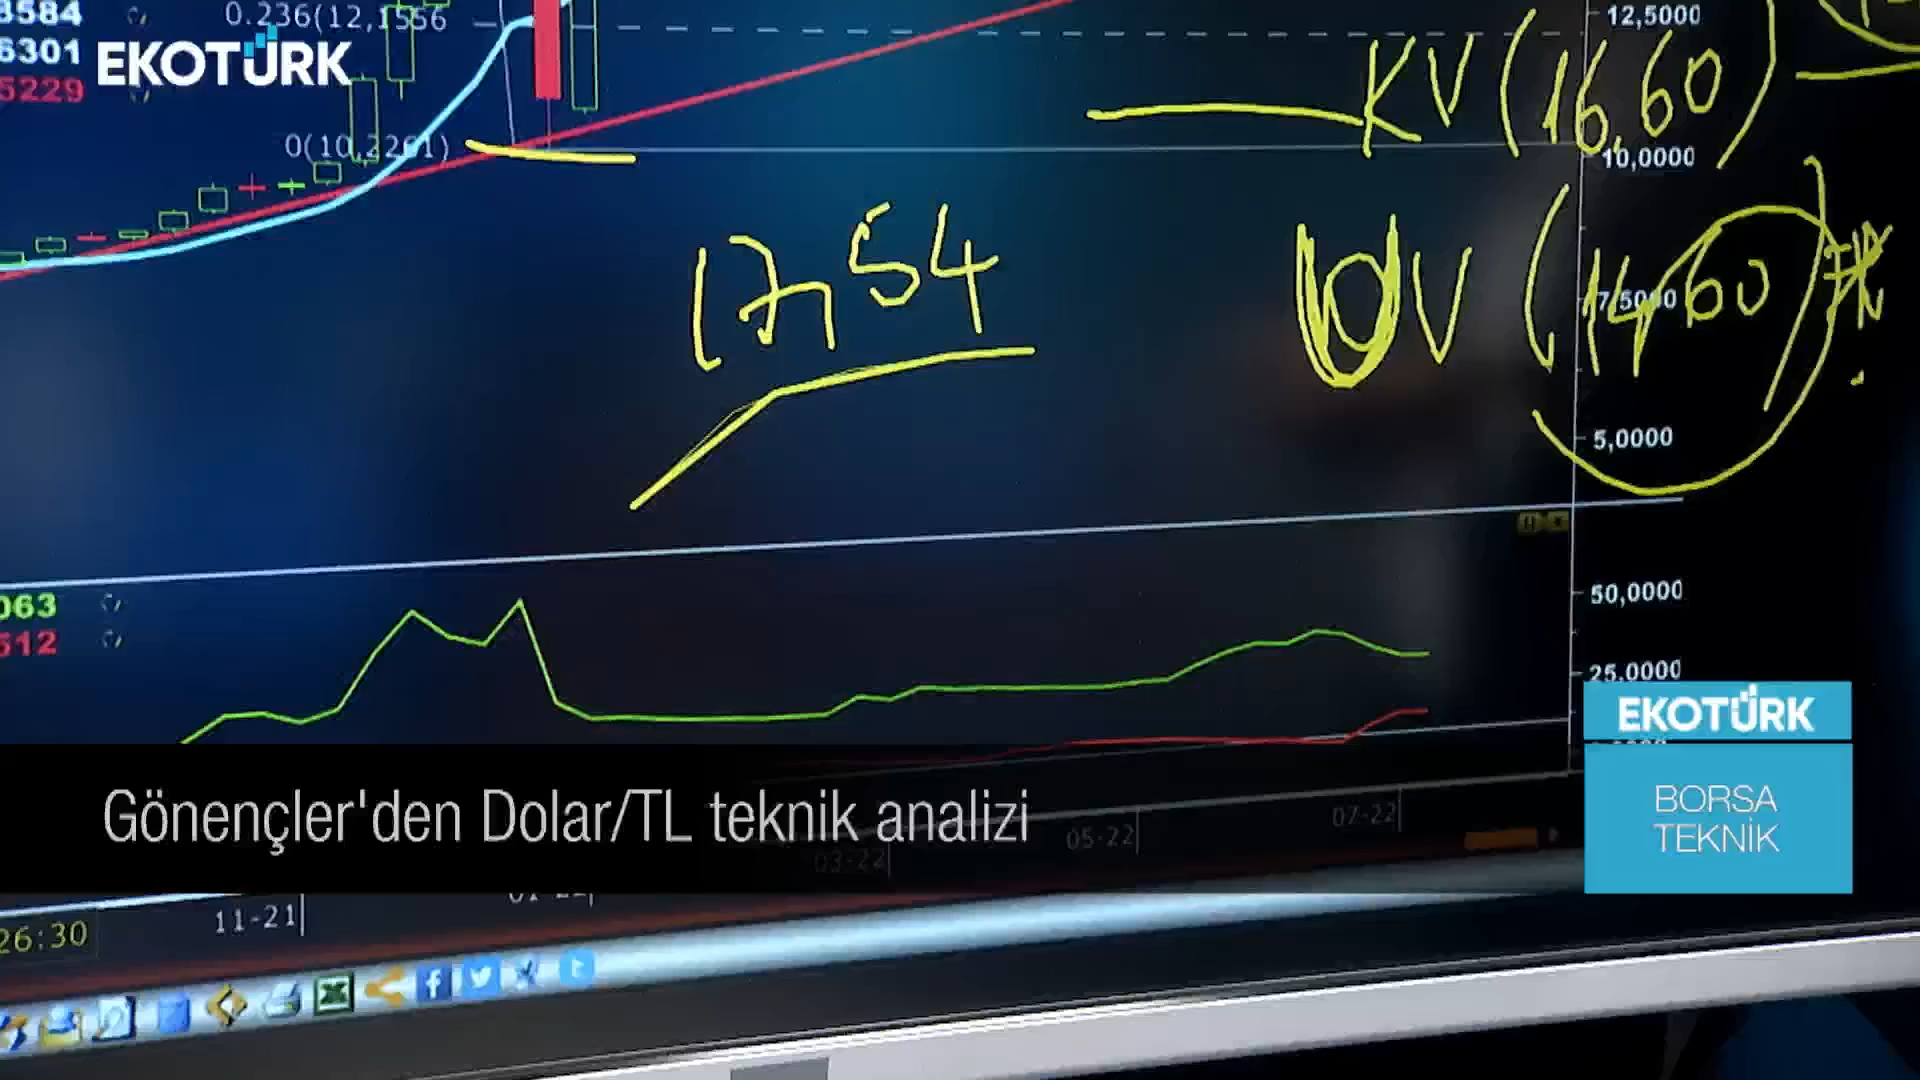 8584
0.236(12,1556
12,5000
6301
EKOTÜRK
KV (16,60)
5229
0(10,2261)
10,0000
17,54
UV (14,60)
7,5000
5,0000
063
50,0000
612
25,0000
EKOTÜRK
BORSA
TEKNİK
Gönençler'den Dolar/TL teknik analizi
03-22
05-22
07-22
26:30
11-21